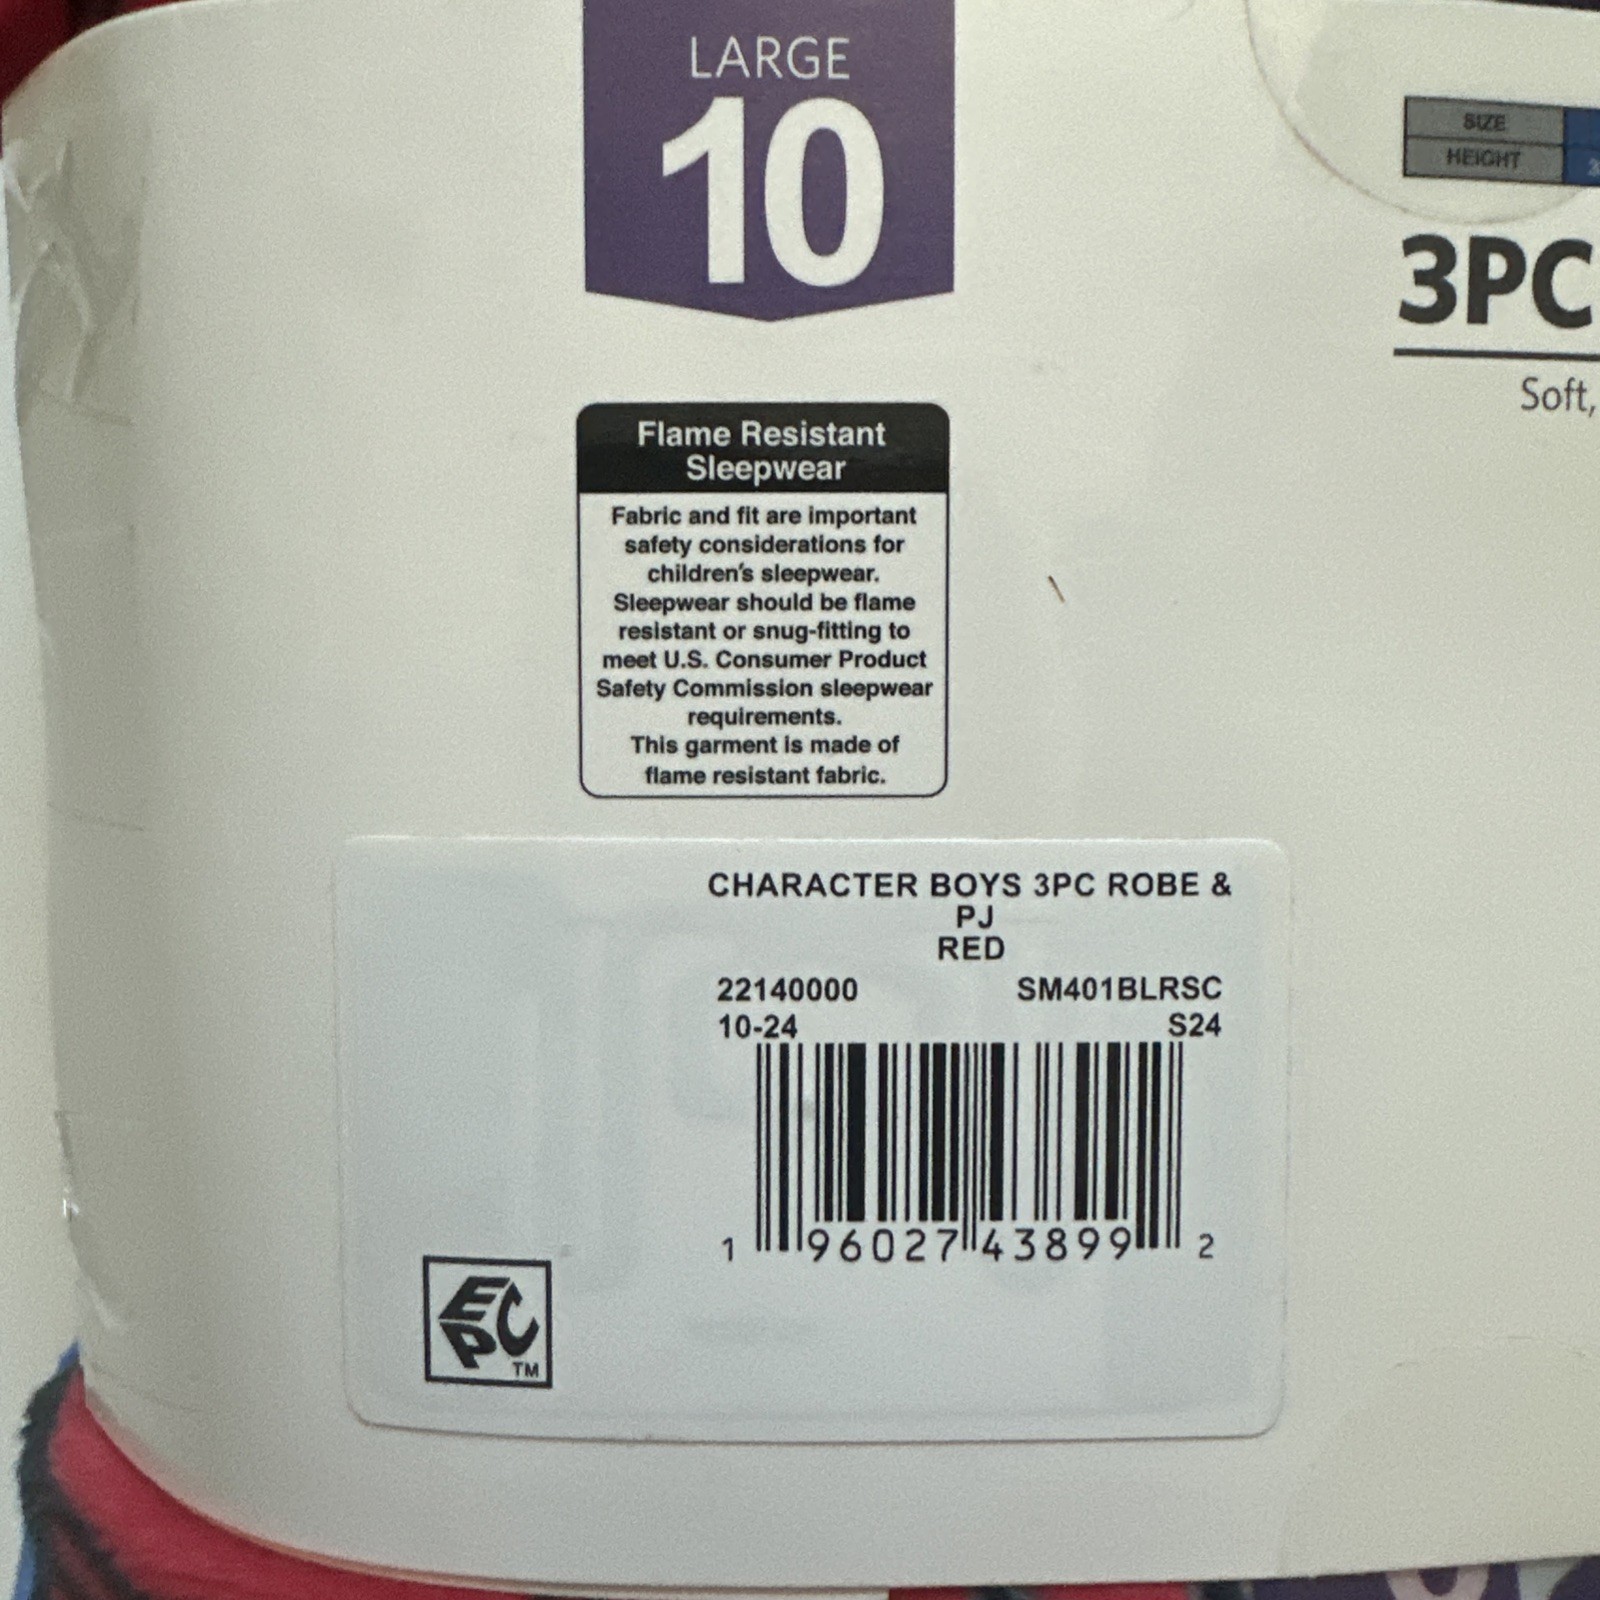 LARGE
10
SIZE
HEIGHT
3PC
Soft,
Flame Resistant
Sleepwear
Fabric and fit are important
safety considerations for
children's sleepwear.
Sleepwear should be flame
resistant or snug-fitting to
meet U.S. Consumer Product
Safety Commission sleepwear
requirements.
This garment is made of
flame resistant fabric.
CHARACTER BOYS 3PC ROBE &
PJ
RED
22140000 SM401BLRSC
10-24 S24
1 96027 43899 2
EPC TM